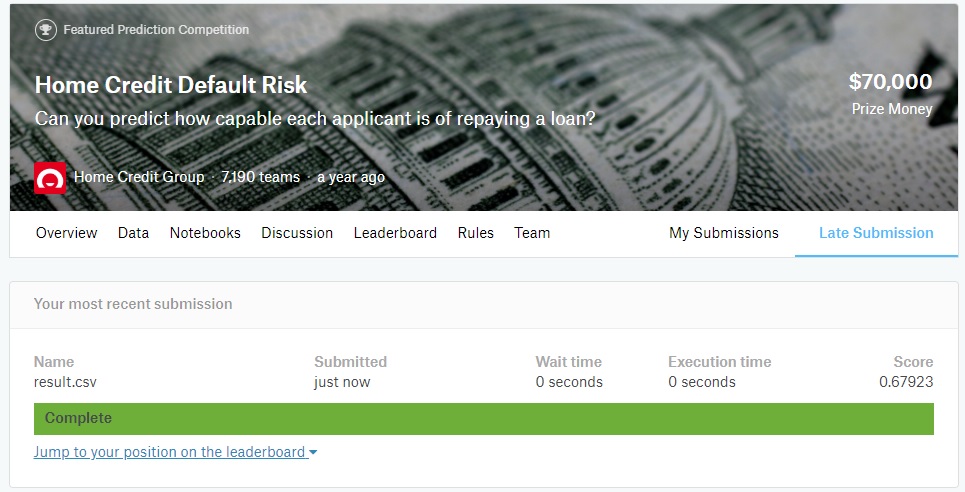 Featured Prediction Competition
Home Credit Default Risk
$70,000
Can you predict how capable each applicant is of repaying a loan?
Prize Money
Home Credit Group · 7,190 teams · a year ago
Overview Data Notebooks Discussion Leaderboard Rules Team My Submissions Late Submission
Your most recent submission
Name Submitted Wait time Execution time Score
result.csv just now 0 seconds 0 seconds 0.67923
Complete
Jump to your position on the leaderboard